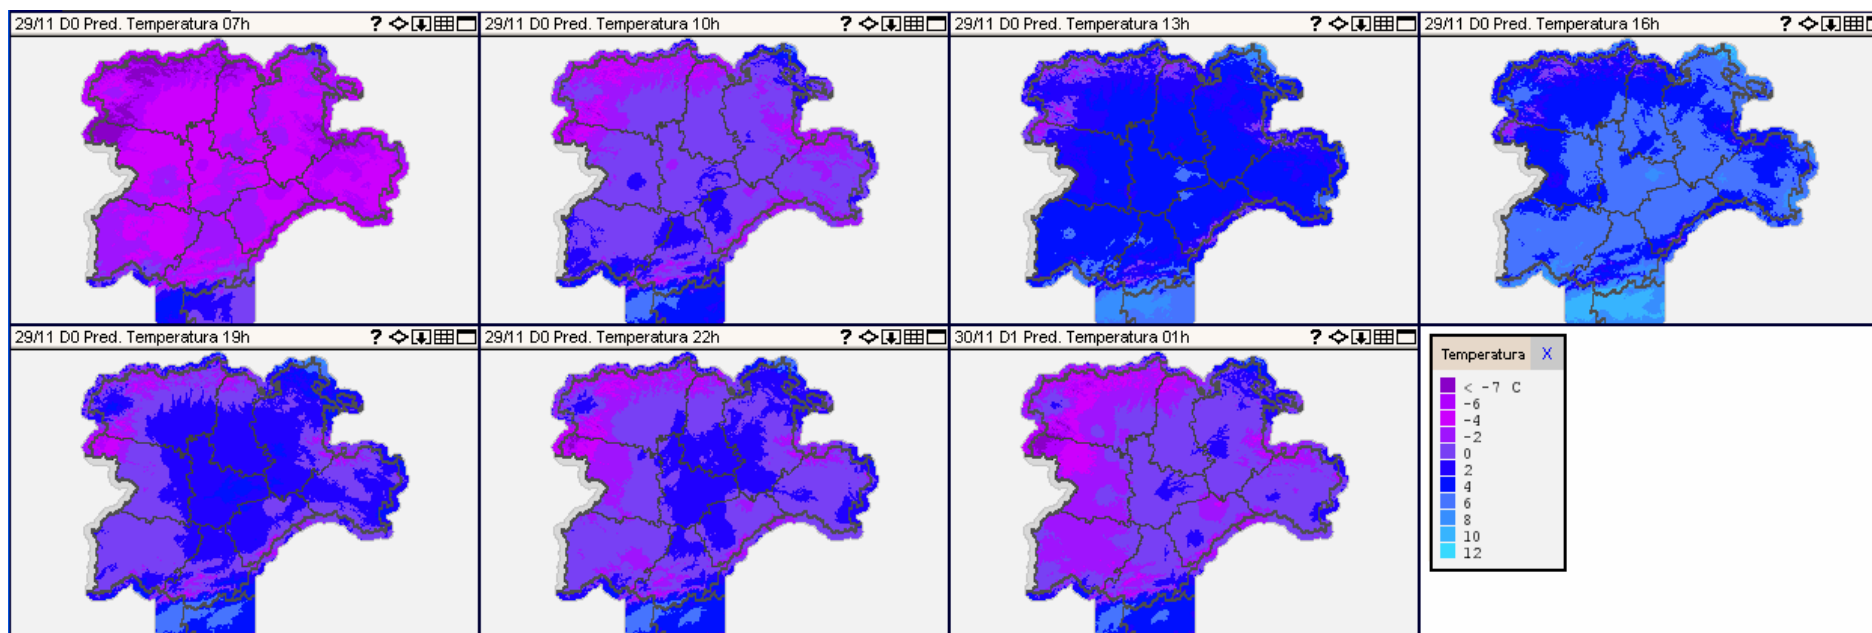 29/11 D0 Pred. Temperatura 07h ?
29/11 D0 Pred. Temperatura 10h ?
29/11 D0 Pred. Temperatura 13h ?
29/11 D0 Pred. Temperatura 16h ?
29/11 D0 Pred. Temperatura 19h ?
29/11 D0 Pred. Temperatura 22h ?
30/11 D1 Pred. Temperatura 01h ?
Temperatura X
< -7 C
-6
-4
-2
0
2
4
6
8
10
12